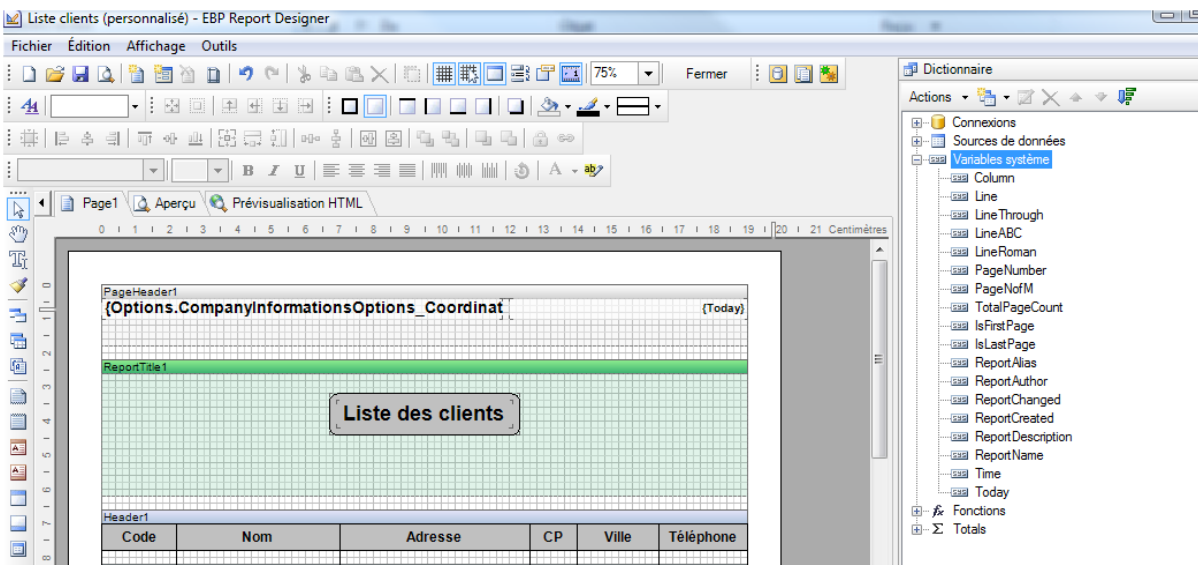 Liste clients (personnalisé) - EBP Report Designer
Fichier Édition Affichage Outils
75% Fermer
Dictionnaire
Actions
Connexions
Sources de données
Variables système
Column
Line
LineThrough
LineABC
LineRoman
PageNumber
PageNofM
TotalPageCount
IsFirstPage
IsLastPage
ReportAlias
ReportAuthor
ReportChanged
ReportCreated
ReportDescription
ReportName
Time
Today
Fonctions
Totals
Page1 Aperçu Prévisualisation HTML
0 1 2 3 4 5 6 7 8 9 10 11 12 13 14 15 16 17 18 19 20 21 Centimètres
PageHeader1
{Options.CompanyInformationsOptions_Coordinat {Today}
ReportTitle1
Liste des clients
Header1
Code Nom Adresse CP Ville Téléphone